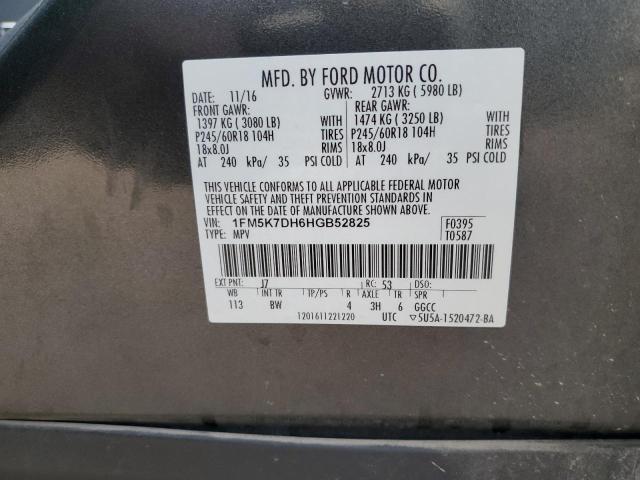 MFD. BY FORD MOTOR CO.
DATE: 11/16 GVWR: 2713 KG ( 5980 LB)
FRONT GAWR: REAR GAWR:
1397 KG ( 3080 LB) WITH 1474 KG ( 3250 LB) WITH
P245/60R18 104H TIRES P245/60R18 104H TIRES
18x8.0J RIMS 18x8.0J RIMS
AT 240 kPa/ 35 PSI COLD AT 240 kPa/ 35 PSI COLD
THIS VEHICLE CONFORMS TO ALL APPLICABLE FEDERAL MOTOR
VEHICLE SAFETY AND THEFT PREVENTION STANDARDS IN
EFFECT ON THE DATE OF MANUFACTURE SHOWN ABOVE.
VIN: 1FM5K7DH6HGB52825 F0395
TYPE: MPV T0587
EXT PNT: J7 RC: 53 DSO:
WB INT TR TP/PS R AXLE TR SPR
113 BW 4 3H 6 GGCC
1201611221220 UTC ▽5U5A-1520472-BA